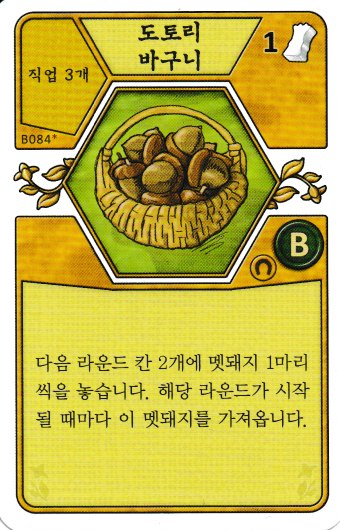 도토리
바구니
1
직업 3개
B084*
B
다음 라운드 칸 2개에 멧돼지 1마리
씩을 놓습니다. 해당 라운드가 시작
될 때마다 이 멧돼지를 가져옵니다.